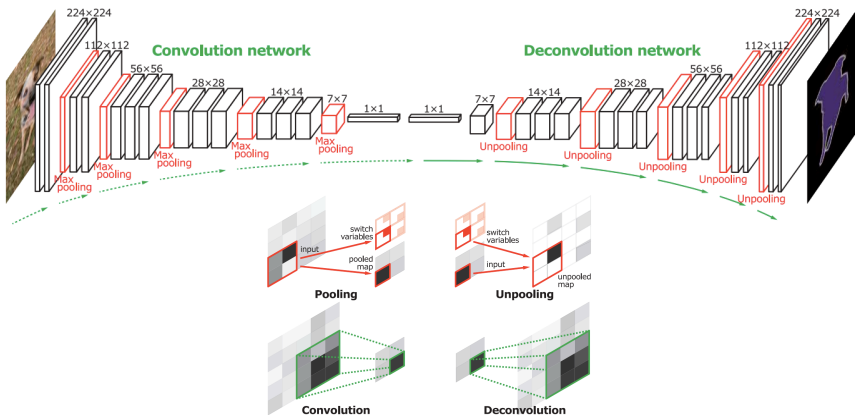 224×224
112×112
56×56
28×28
14×14
7×7
1×1
1×1
7×7
14×14
28×28
56×56
112×112
224×224
Convolution network
Deconvolution network
Max
pooling
Max
pooling
Max
pooling
Max
pooling
Max
pooling
Unpooling
Unpooling
Unpooling
Unpooling
Unpooling
input
switch
variables
pooled
map
Pooling
switch
variables
input
unpooled
map
Unpooling
Convolution
Deconvolution